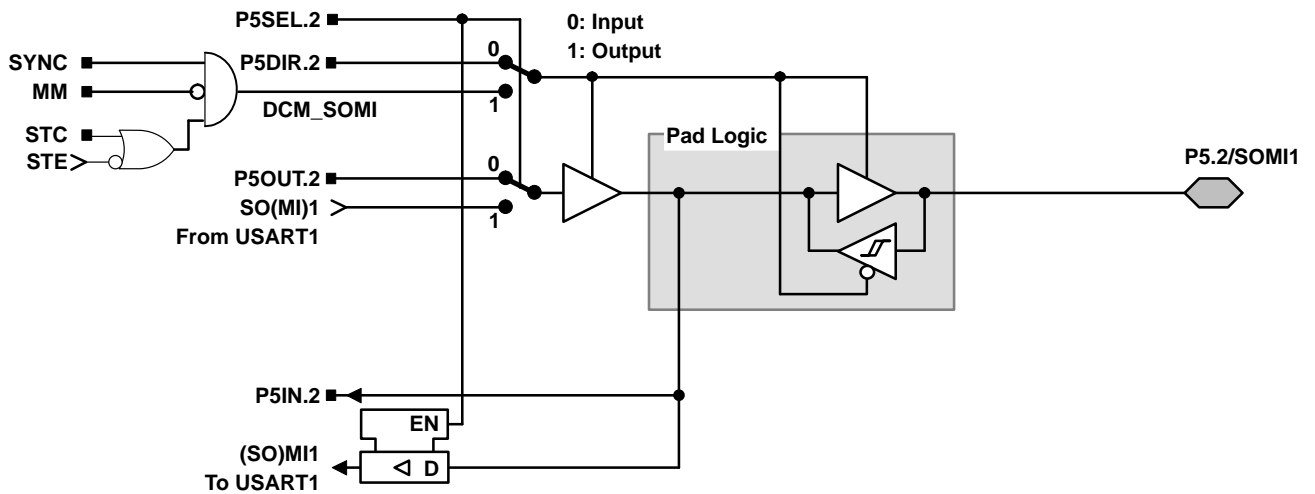 P5SEL.2
0: Input
1: Output
SYNC
MM
STC
STE
P5DIR.2
0
1
DCM_SOMI
Pad Logic
P5.2/SOMI1
P5OUT.2
0
SO(MI)1
1
From USART1
P5IN.2
EN
(SO)MI1
D
To USART1